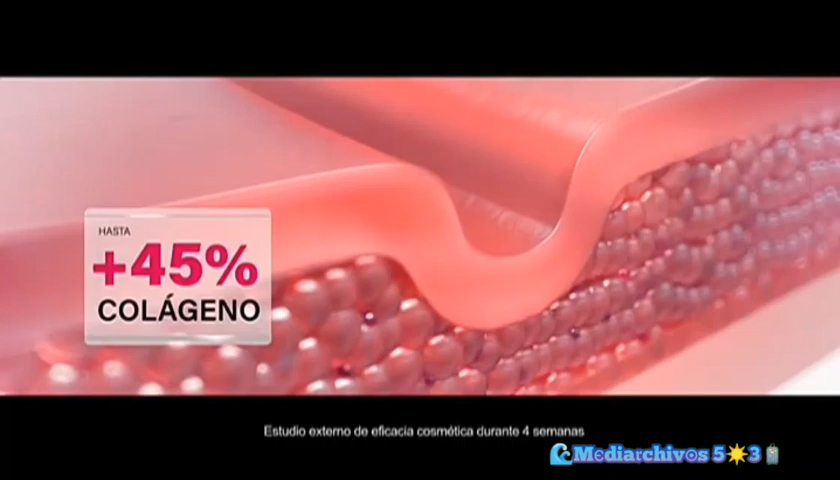 HASTA
+45%
COLÁGENO
Estudio externo de eficacia cosmética durante 4 semanas
🌊Mediarchivos 5☀️3🧉